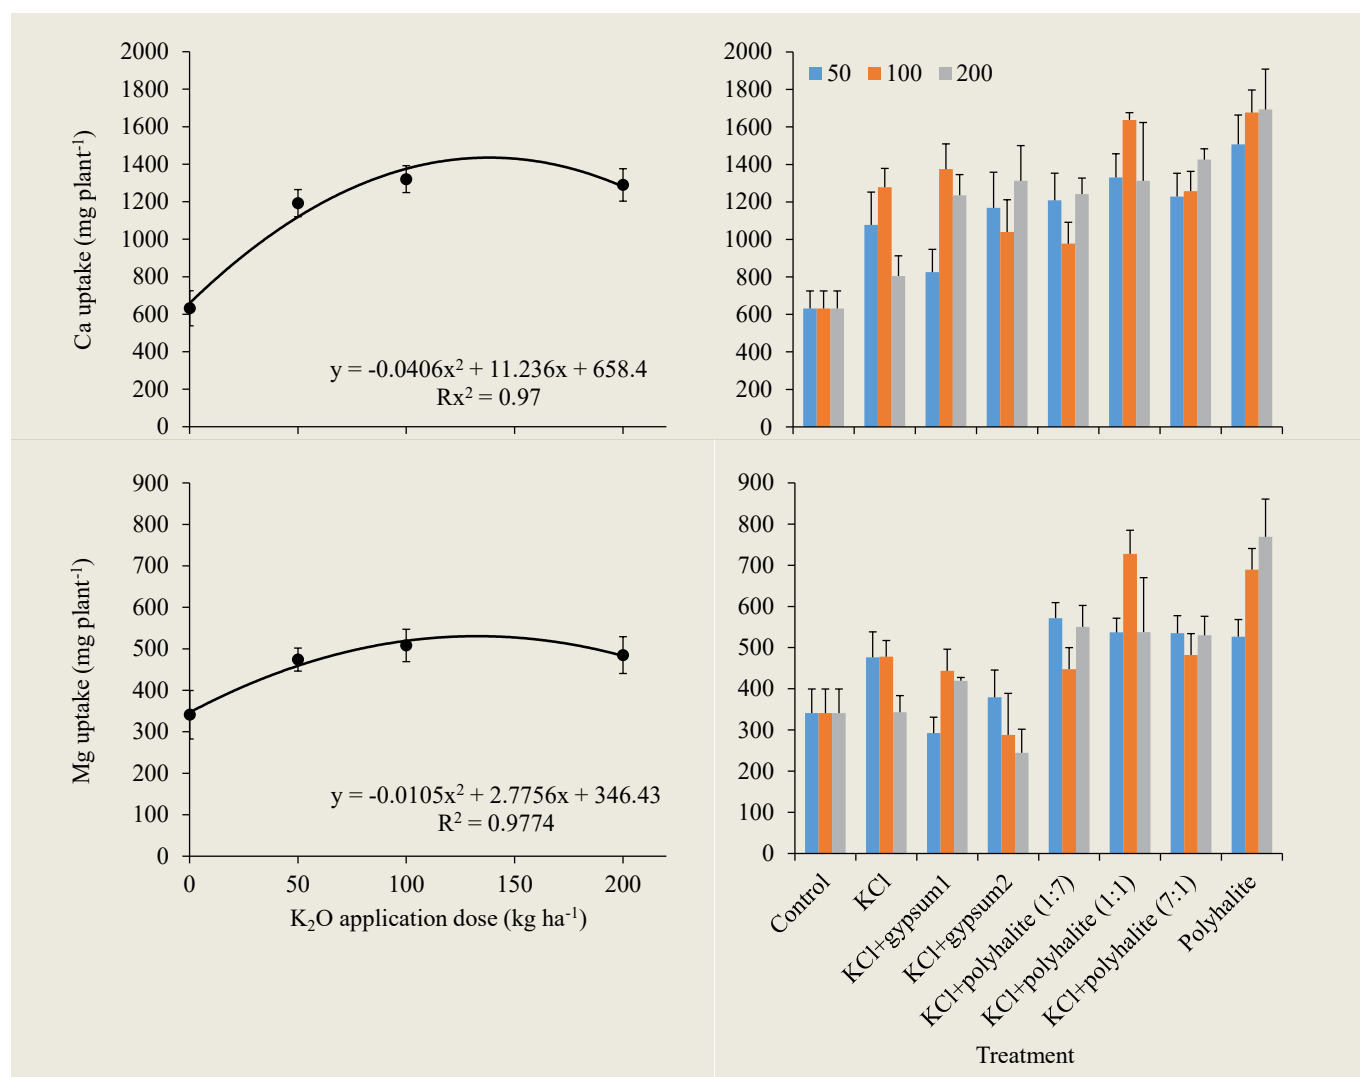 2000
1800
1600
1400
1200
1000
800
600
400
200
0
Ca uptake (mg plant⁻¹)
y = -0.0406x² + 11.236x + 658.4
Rx² = 0.97
2000
1800
1600
1400
1200
1000
800
600
400
200
0
50 100 200
900
800
700
600
500
400
300
200
100
0
Mg uptake (mg plant⁻¹)
y = -0.0105x² + 2.7756x + 346.43
R² = 0.9774
0 50 100 150 200
K₂O application dose (kg ha⁻¹)
900
800
700
600
500
400
300
200
100
0
Control
KCl
KCl+gypsum1
KCl+gypsum2
KCl+polyhalite (1:7)
KCl+polyhalite (1:1)
KCl+polyhalite (7:1)
Polyhalite
Treatment